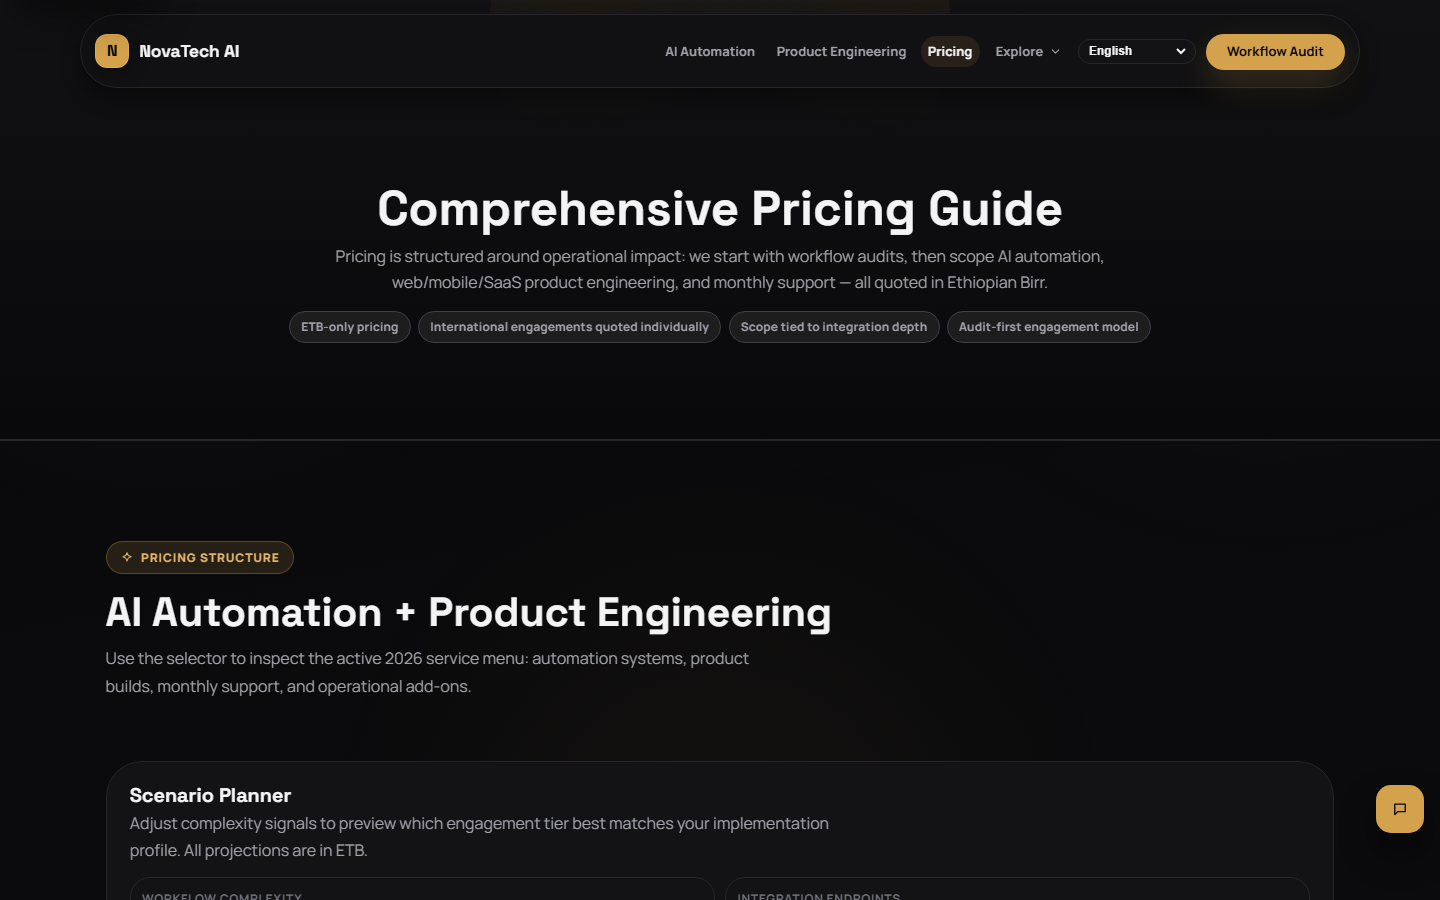 N NovaTech AI
AI Automation Product Engineering Pricing Explore English Workflow Audit
Comprehensive Pricing Guide
Pricing is structured around operational impact: we start with workflow audits, then scope AI automation,
web/mobile/SaaS product engineering, and monthly support — all quoted in Ethiopian Birr.
ETB-only pricing International engagements quoted individually Scope tied to integration depth Audit-first engagement model
PRICING STRUCTURE
AI Automation + Product Engineering
Use the selector to inspect the active 2026 service menu: automation systems, product
builds, monthly support, and operational add-ons.
Scenario Planner
Adjust complexity signals to preview which engagement tier best matches your implementation
profile. All projections are in ETB.
WORKFLOW COMPLEXITY INTEGRATION ENDPOINTS